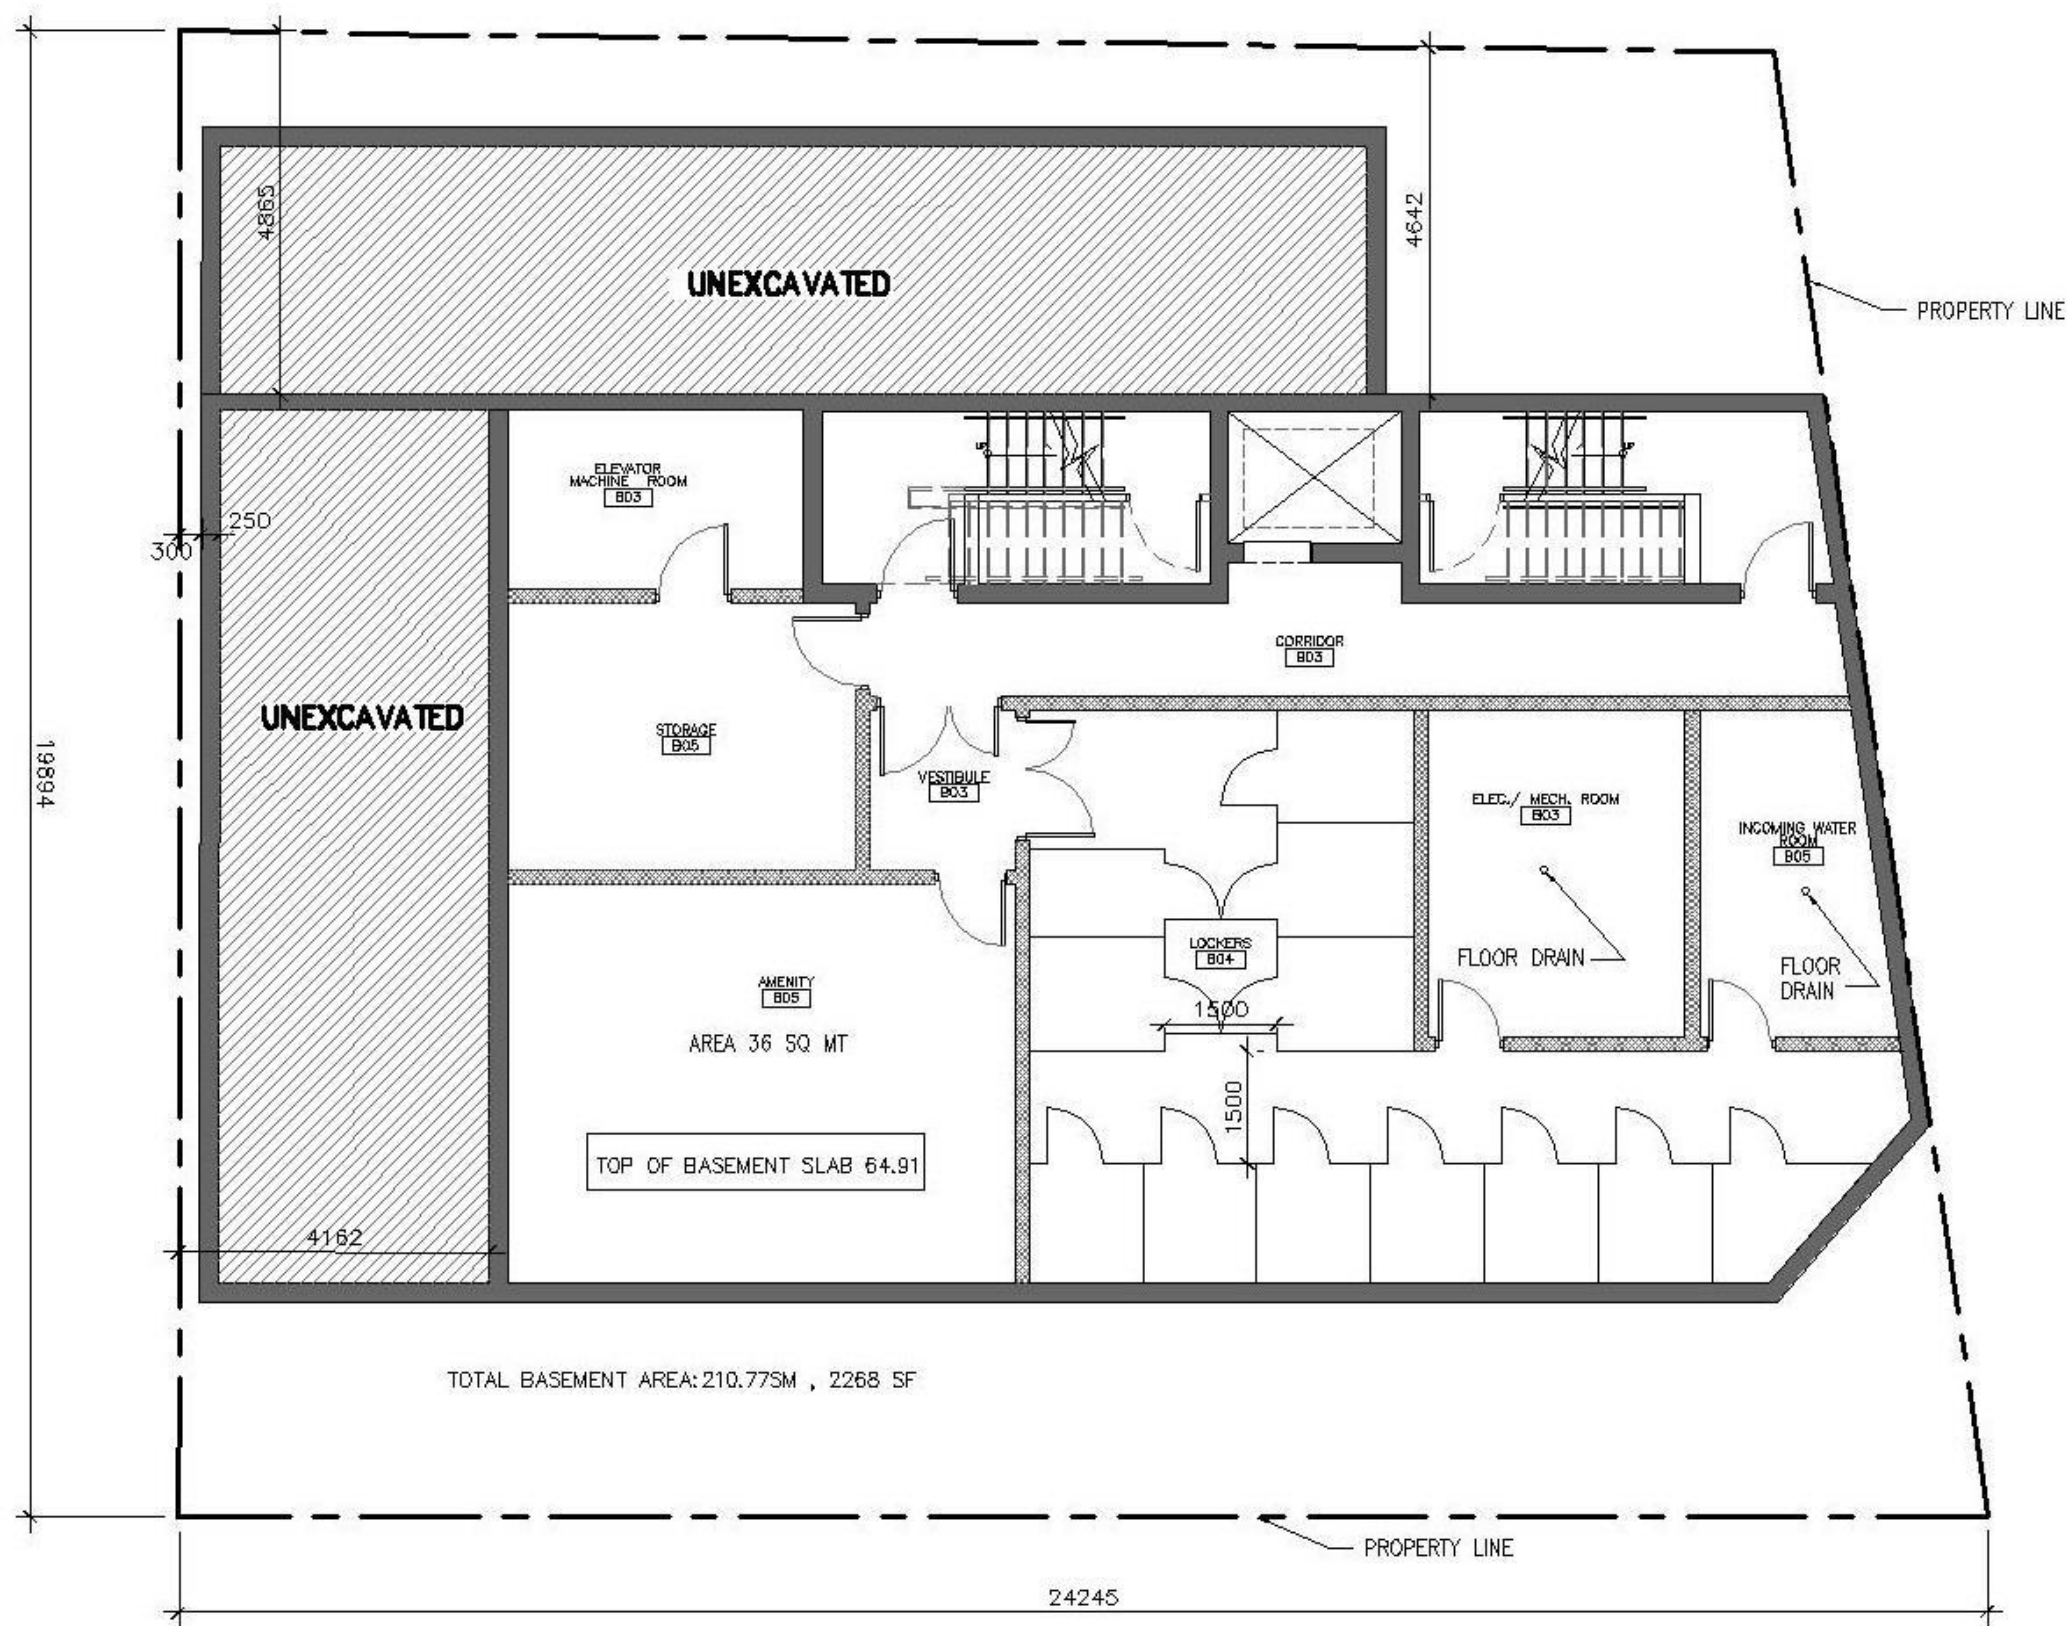 4865
4642
UNEXCAVATED
PROPERTY LINE
ELEVATOR
MACHINE ROOM
B03
UP
UP
250
300
CORRIDOR
B03
UNEXCAVATED
STORAGE
B05
VESTIBULE
B03
ELEC./ MECH. ROOM
B03
INCOMING WATER
ROOM
B05
19894
LOCKERS
B04
FLOOR DRAIN
FLOOR
DRAIN
AMENITY
B05
AREA 36 SQ MT
1500
1500
TOP OF BASEMENT SLAB 64.91
4162
TOTAL BASEMENT AREA:210.77SM , 2268 SF
PROPERTY LINE
24245